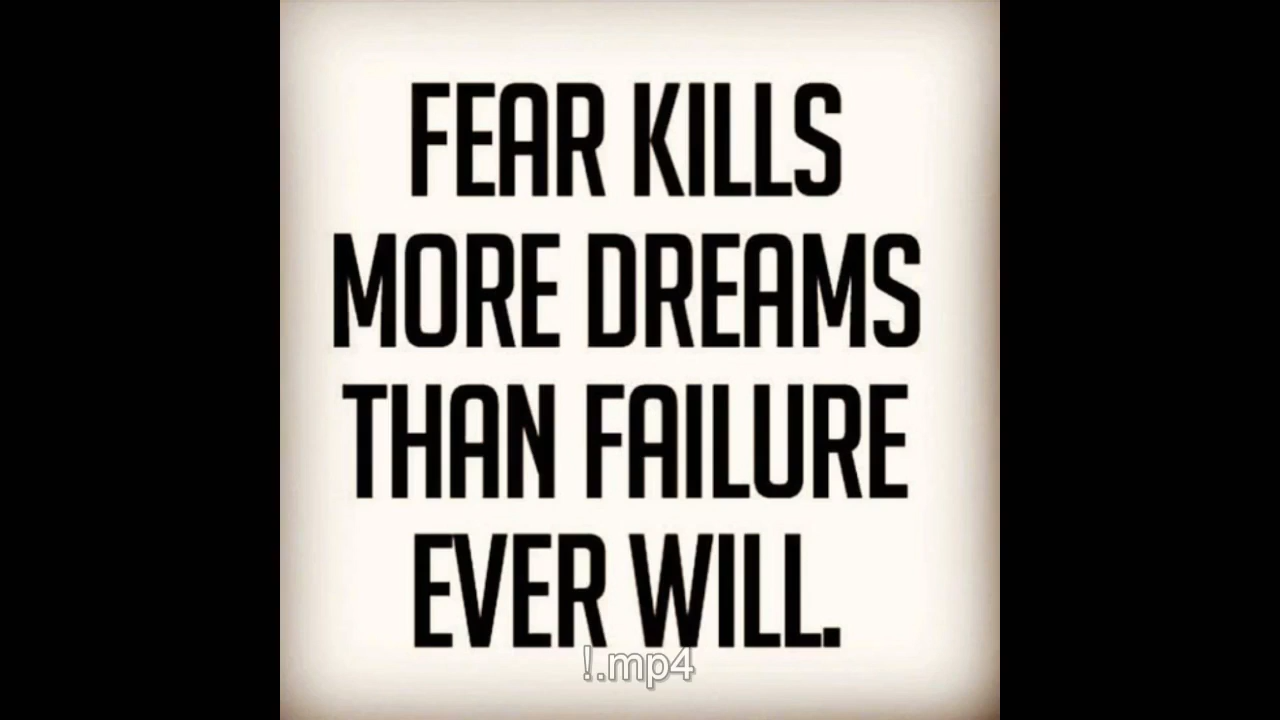 FEAR KILLS
MORE DREAMS
THAN FAILURE
EVER WILL.
!.mp4